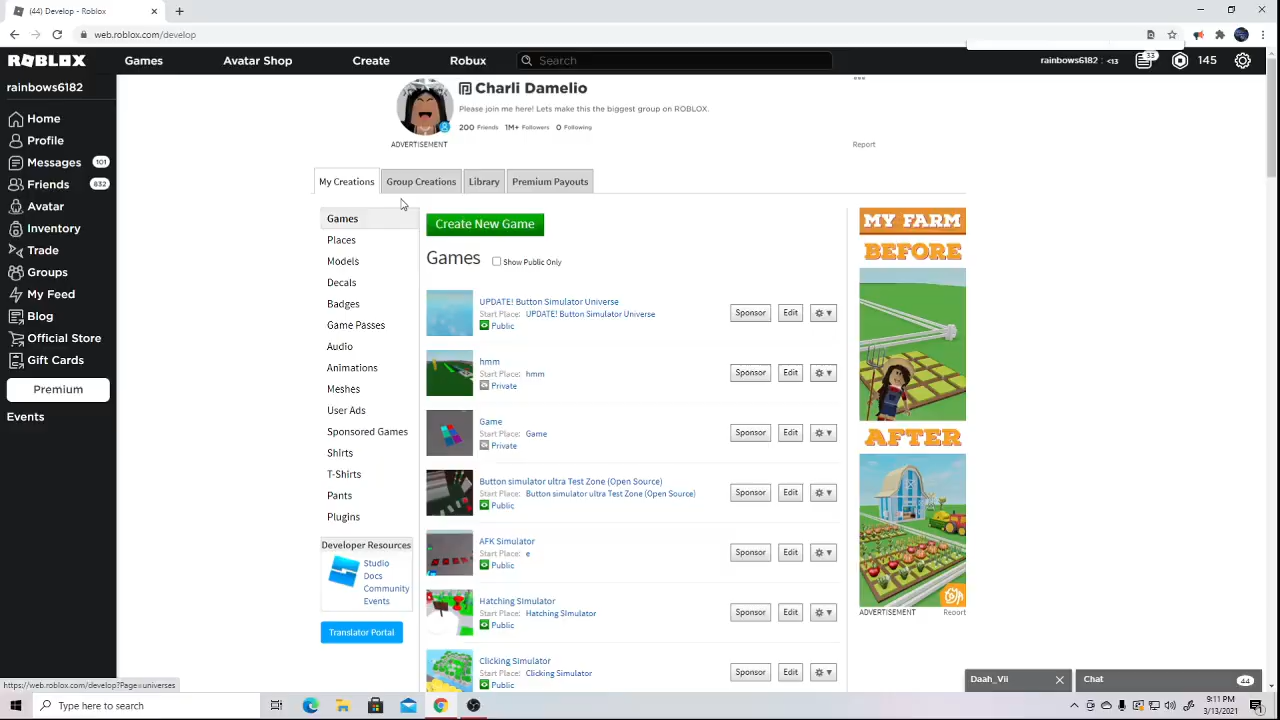 (44) Develop
web.roblox.com/develop
ROBLOX Games Avatar Shop Create Robux Search rainbows6182 : <13 33 145
rainbows6182
Home
Profile
Messages 101
Friends 832
Avatar
Inventory
Trade
Groups
My Feed
Blog
Official Store
Gift Cards
Premium
Events
Charli Damelio
Please join me here! Lets make this the biggest group on ROBLOX.
200 Friends 1M+ Followers 0 Following
ADVERTISEMENT Report
My Creations Group Creations Library Premium Payouts
Games
Places
Models
Decals
Badges
Game Passes
Audio
Animations
Meshes
User Ads
Sponsored Games
Shirts
T-Shirts
Pants
Plugins
Developer Resources
Studio
Docs
Community
Events
Translator Portal
Create New Game
Games Show Public Only
UPDATE! Button Simulator Universe
Start Place: UPDATE! Button Simulator Universe
Public
Sponsor Edit
hmm
Start Place: hmm
Private
Sponsor Edit
Game
Start Place: Game
Private
Sponsor Edit
Button simulator ultra Test Zone (Open Source)
Start Place: Button simulator ultra Test Zone (Open Source)
Public
Sponsor Edit
AFK Simulator
Start Place: e
Public
Sponsor Edit
Hatching SImulator
Start Place: Hatching SImulator
Public
Sponsor Edit
Clicking Simulator
Start Place: Clicking Simulator
Public
Sponsor Edit
MY FARM
BEFORE
AFTER
ADVERTISEMENT Report
Daah_Vii
Chat 44
https://web.roblox.com/develop?Page=universes
Type here to search
9:11 PM
3/13/2021